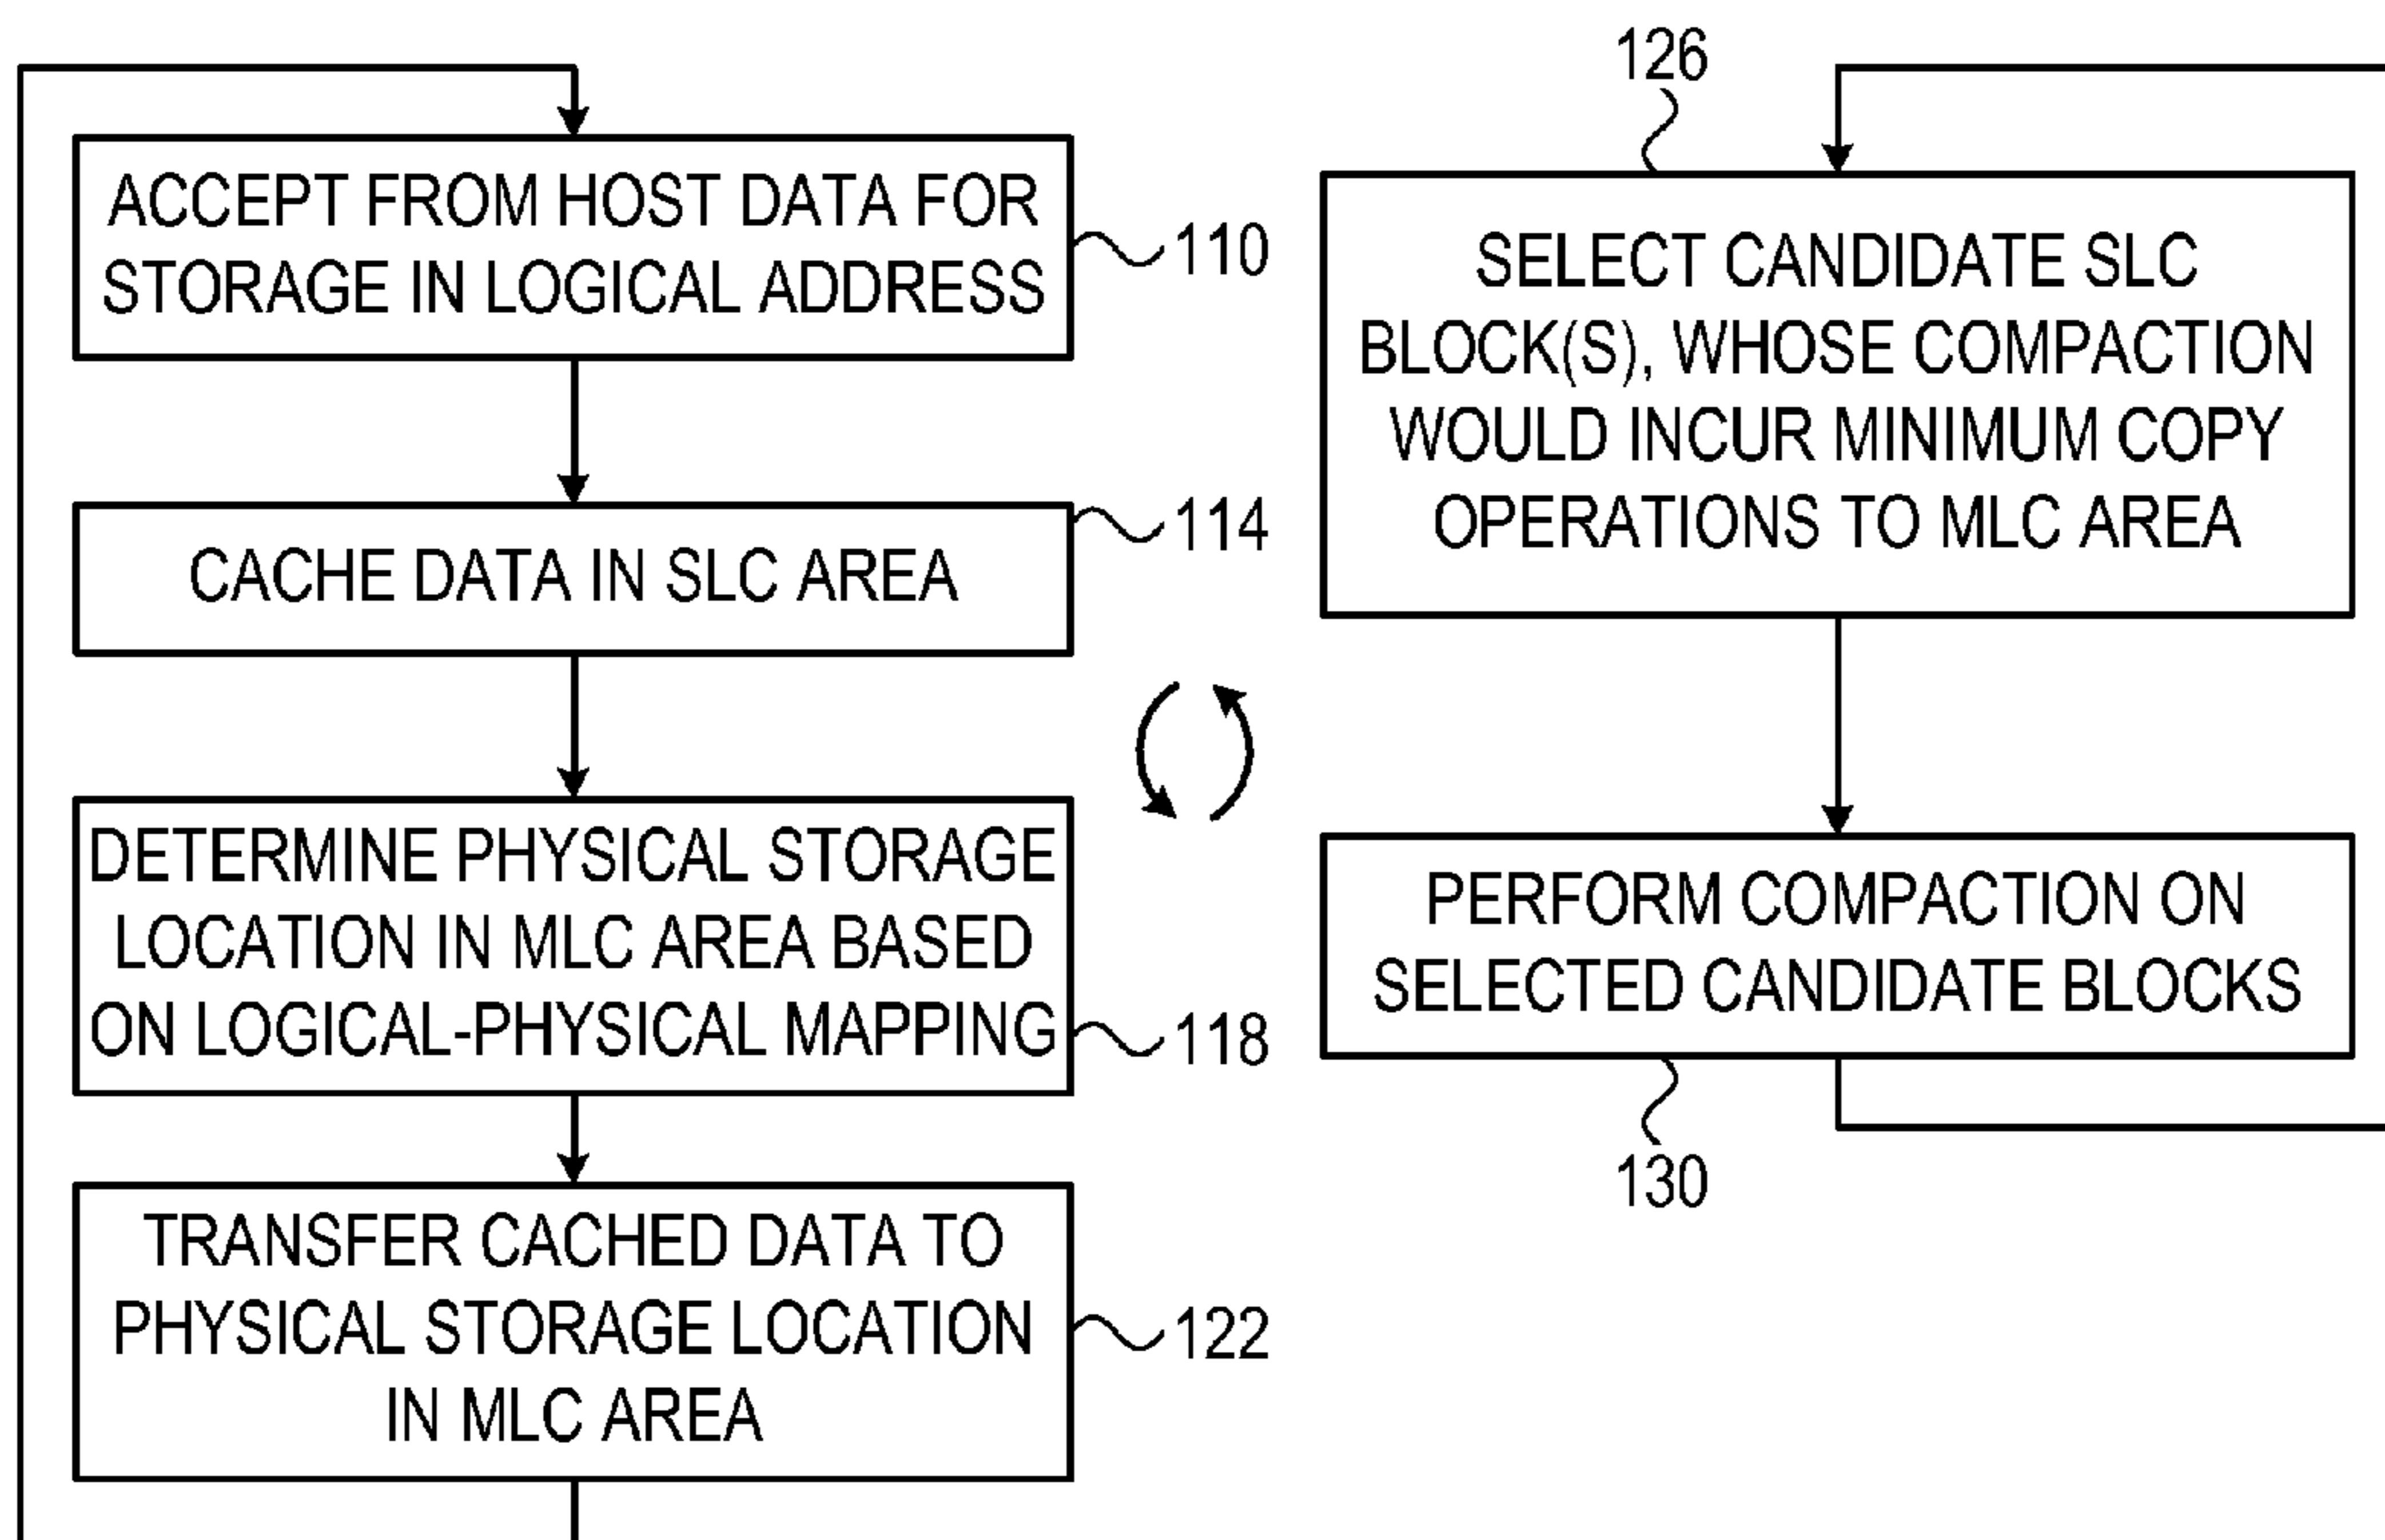 ACCEPT FROM HOST DATA FOR
STORAGE IN LOGICAL ADDRESS
110
CACHE DATA IN SLC AREA
114
DETERMINE PHYSICAL STORAGE
LOCATION IN MLC AREA BASED
ON LOGICAL-PHYSICAL MAPPING
118
TRANSFER CACHED DATA TO
PHYSICAL STORAGE LOCATION
IN MLC AREA
122
126
SELECT CANDIDATE SLC
BLOCK(S), WHOSE COMPACTION
WOULD INCUR MINIMUM COPY
OPERATIONS TO MLC AREA
PERFORM COMPACTION ON
SELECTED CANDIDATE BLOCKS
130